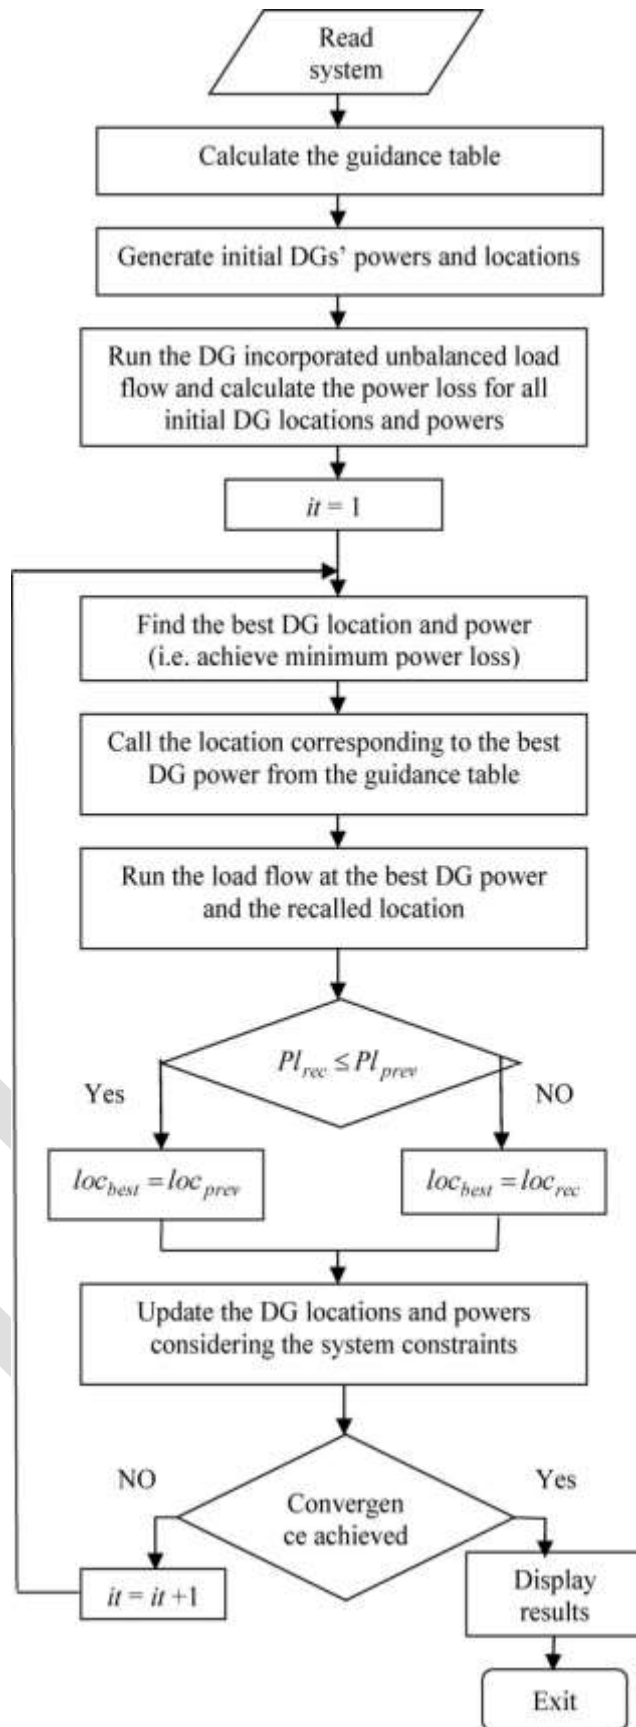 Read
system
Calculate the guidance table
Generate initial DGs' powers and locations
Run the DG incorporated unbalanced load
flow and calculate the power loss for all
initial DG locations and powers
it = 1
Find the best DG location and power
(i.e. achieve minimum power loss)
Call the location corresponding to the best
DG power from the guidance table
Run the load flow at the best DG power
and the recalled location
Pl_rec ≤ Pl_prev
Yes
NO
loc_best = loc_prev
loc_best = loc_rec
Update the DG locations and powers
considering the system constraints
NO
Yes
Convergen
ce achieved
it = it +1
Display
results
Exit